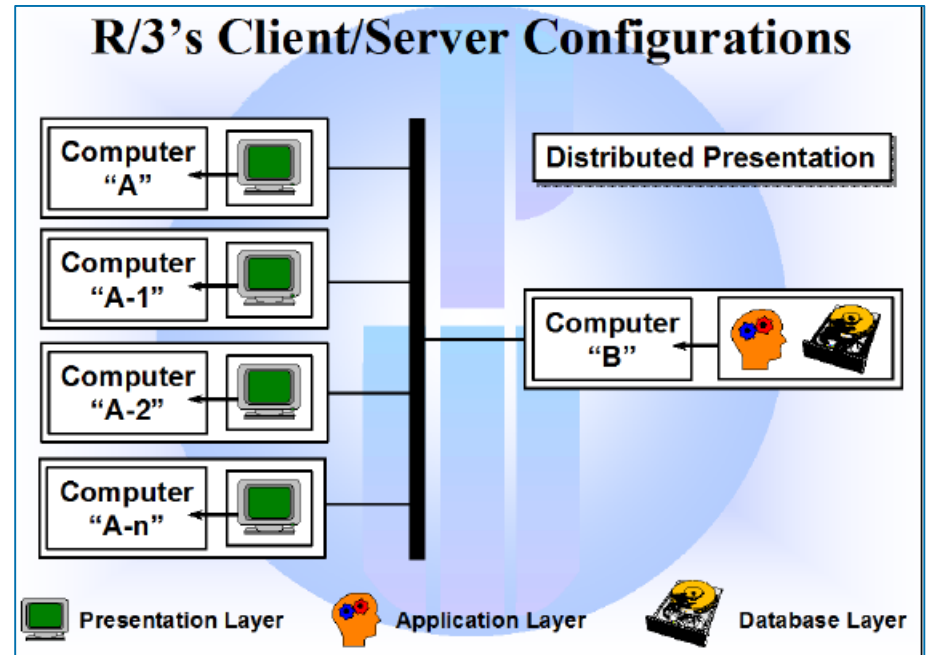 R/3's Client/Server Configurations
Computer
"A"
Distributed Presentation
Computer
"A-1"
Computer
"B"
Computer
"A-2"
Computer
"A-n"
Presentation Layer
Application Layer
Database Layer